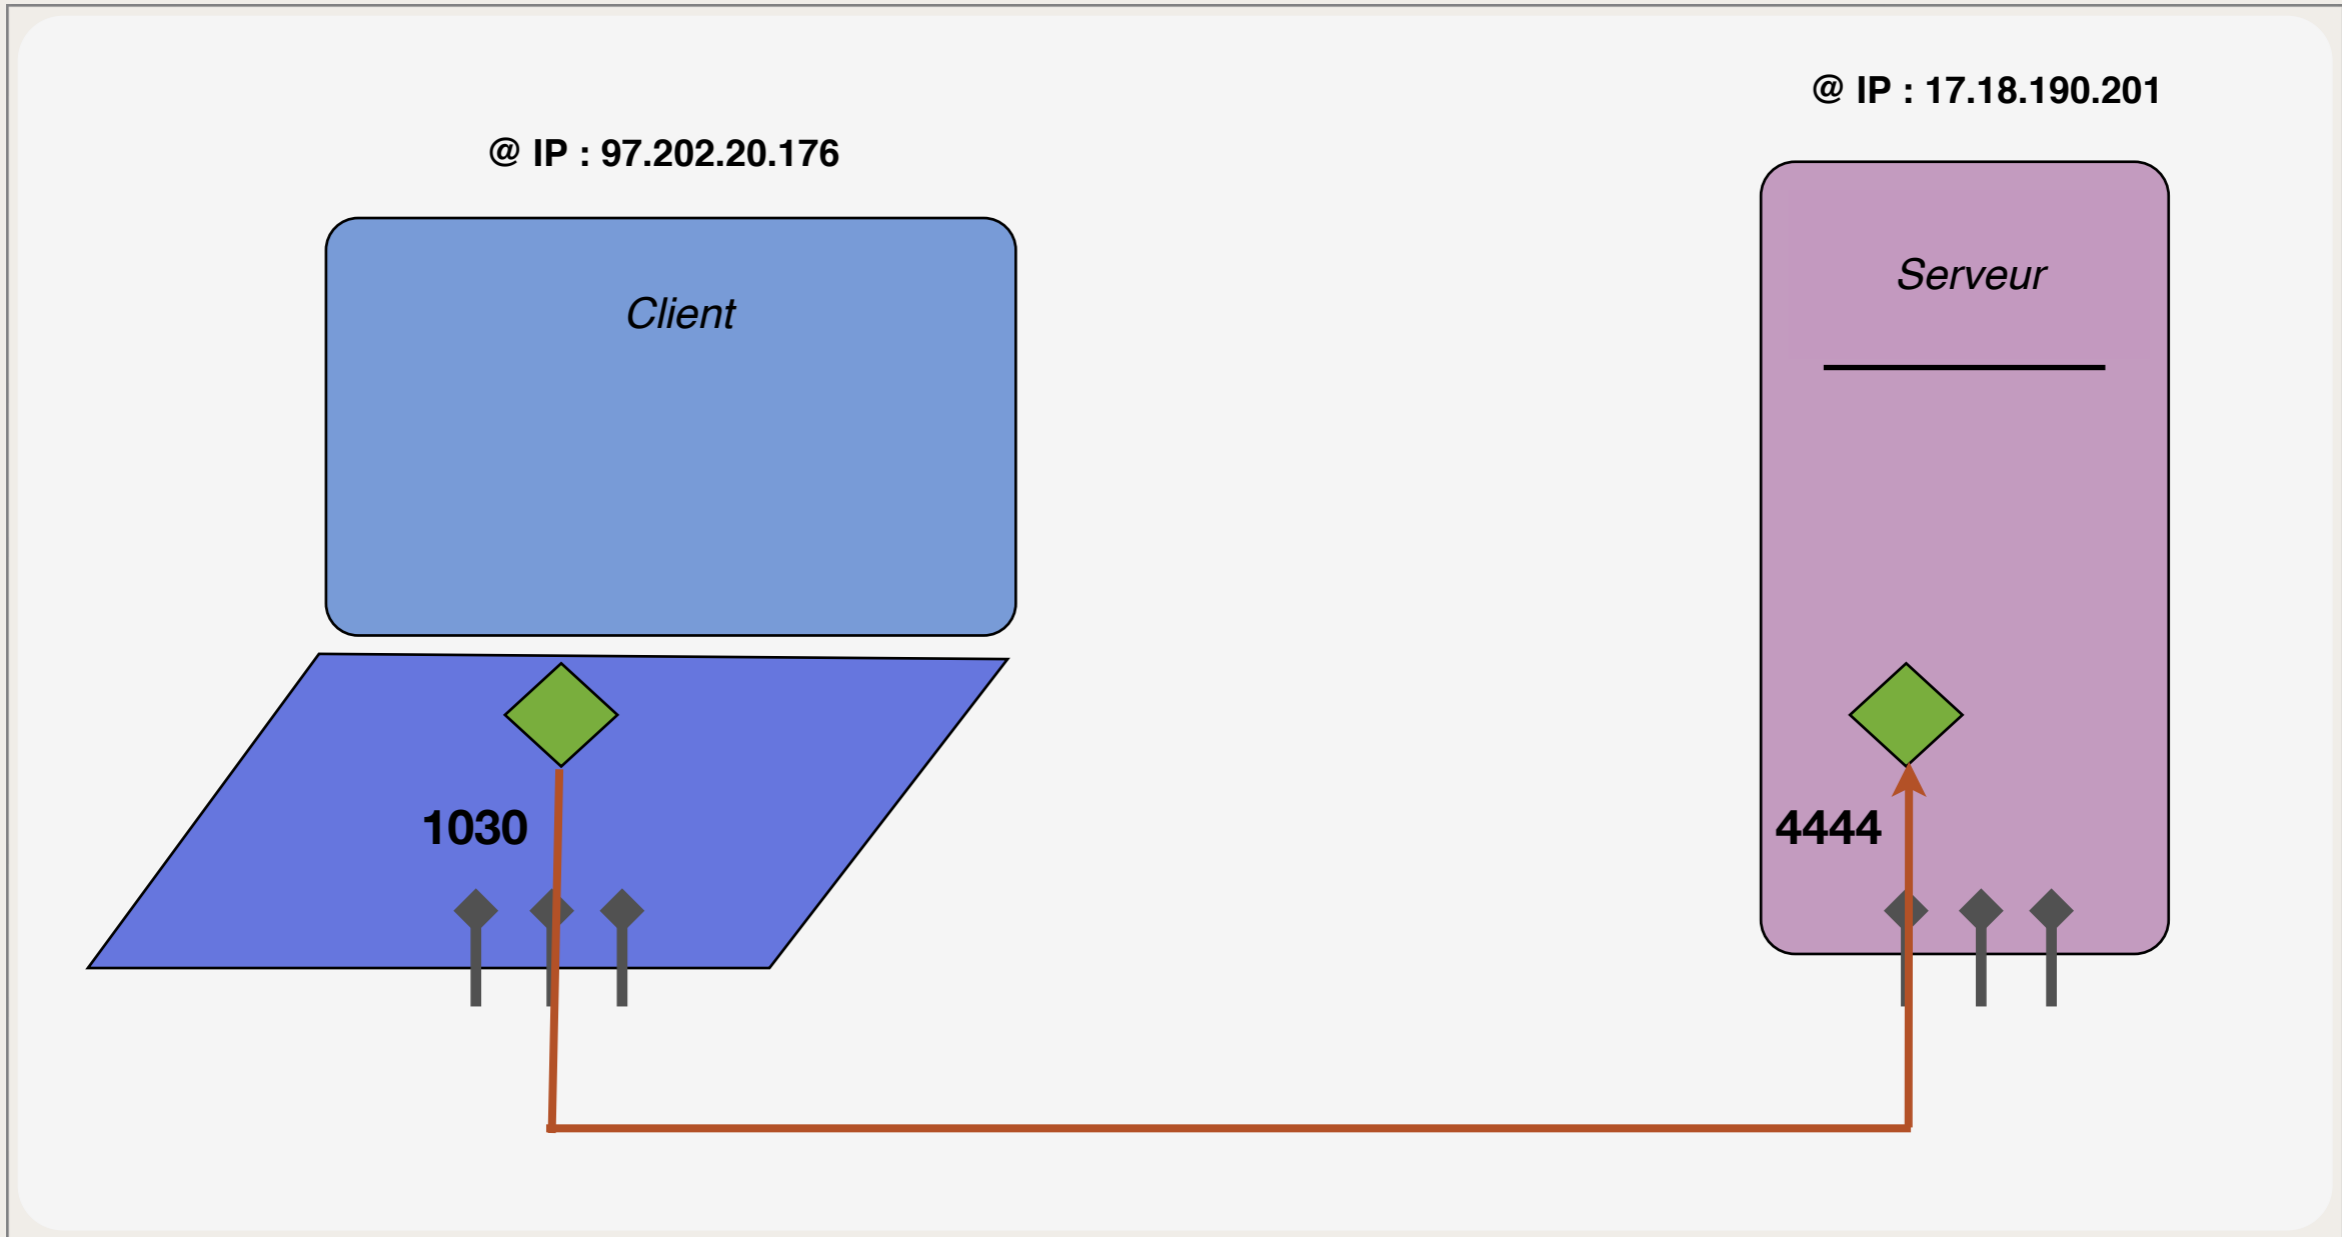 @ IP : 17.18.190.201
@ IP : 97.202.20.176
Serveur
Client
1030
4444